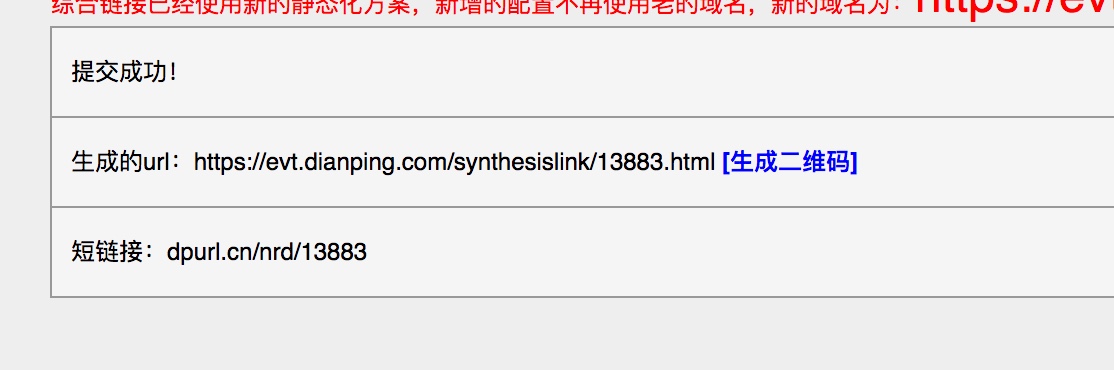 综合链接已经使用新的静态化方案，新增的配置不再使用老的域名，新的域名为：https://ev
提交成功！
生成的url：https://evt.dianping.com/synthesislink/13883.html [生成二维码]
短链接：dpurl.cn/nrd/13883